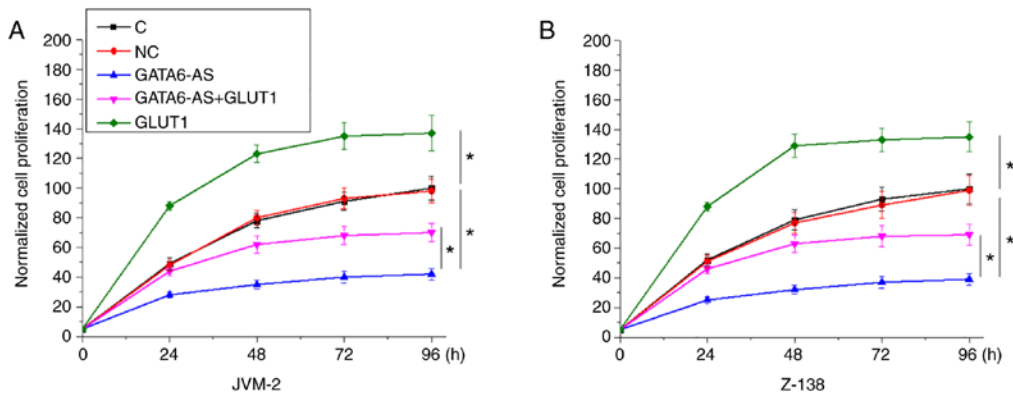 A
C
NC
GATA6-AS
GATA6-AS+GLUT1
GLUT1
Normalized cell proliferation
200
180
160
140
120
100
80
60
40
20
0
*
*
*
0 24 48 72 96 (h)
JVM-2
B
Normalized cell proliferation
200
180
160
140
120
100
80
60
40
20
0
*
*
*
0 24 48 72 96 (h)
Z-138